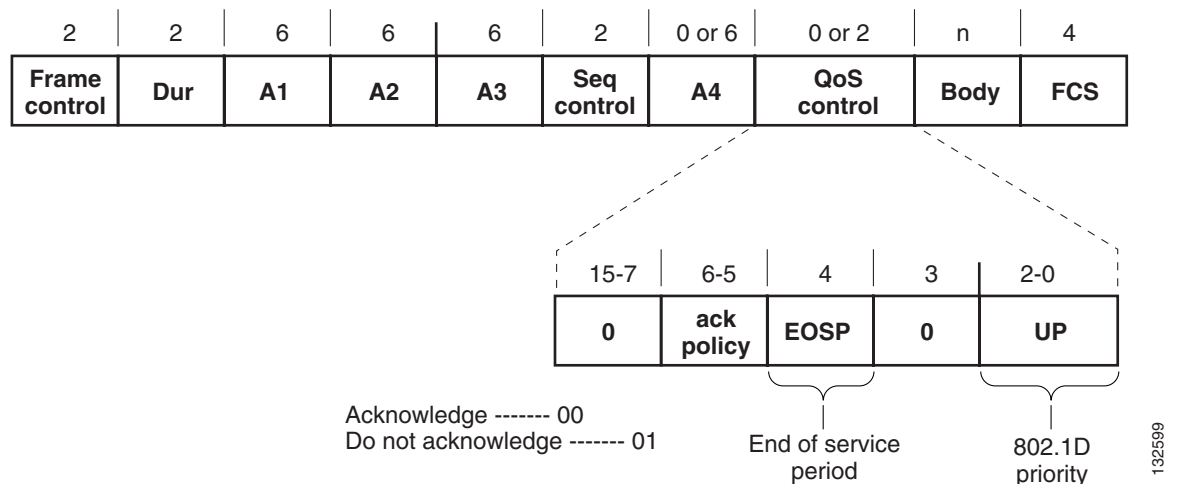 2 2 6 6 6 2 0 or 6 0 or 2 n 4
Frame control Dur A1 A2 A3 Seq control A4 QoS control Body FCS
15-7 6-5 4 3 2-0
0 ack policy EOSP 0 UP
Acknowledge ------- 00
Do not acknowledge ------- 01
End of service
period
802.1D
priority
132599